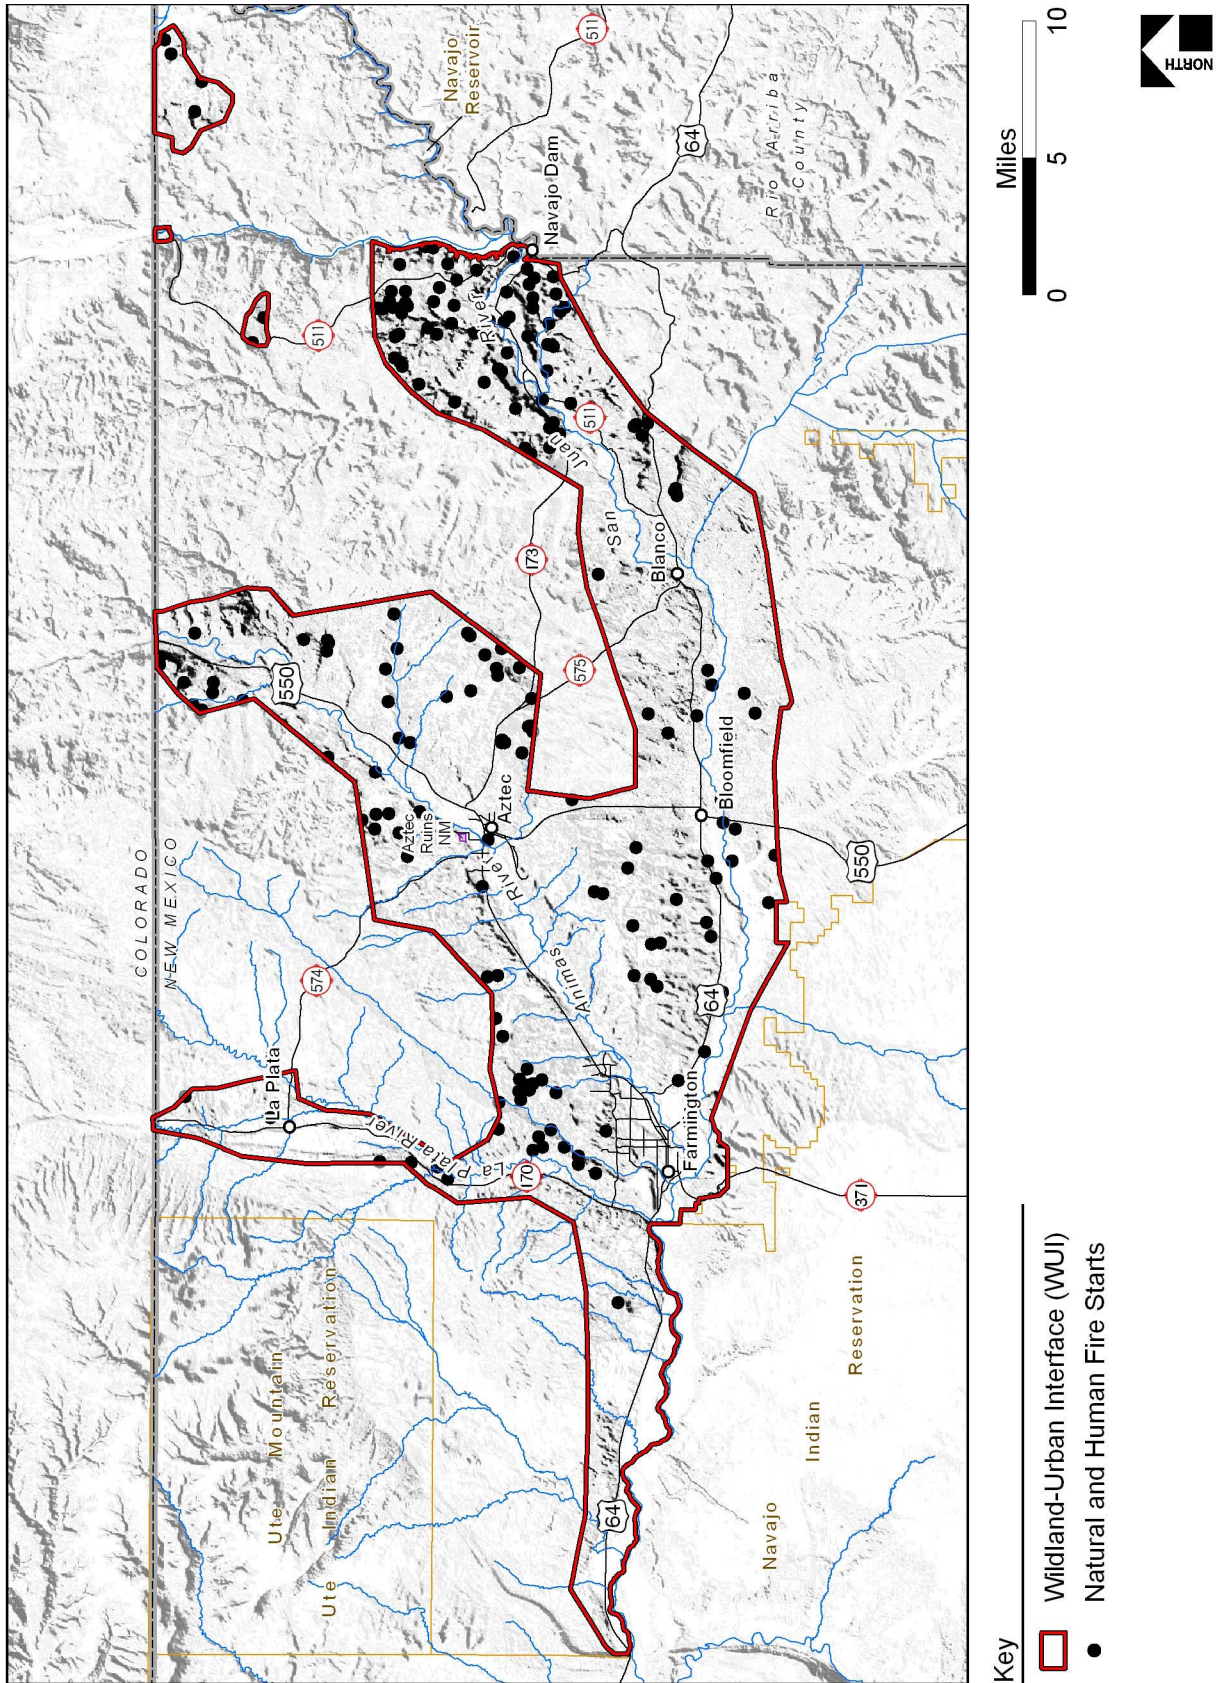 COLORADO
NEW MEXICO
Ute Mountain
Ute Indian Reservation
La Plata
574
550
511
Navajo
Reservoir
511
La Plata River
170
Aztec
Ruins
NM
Aztec
173
River
Navajo Dam
Animas
River
575
Juan
511
San
64
64
Farmington
64
Bloomfield
Blanco
Rio Arriba
County
371
550
Navajo
Indian
Reservation
Key
Wildland-Urban Interface (WUI)
Natural and Human Fire Starts
Miles
0
5
10
NORTH